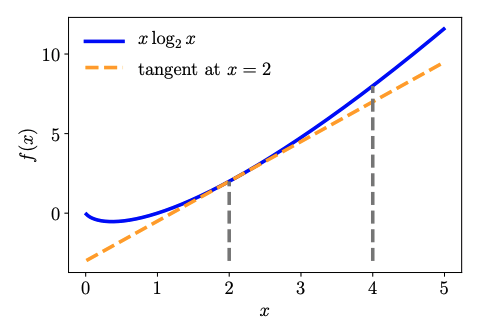 x log₂ x
tangent at x = 2
10
5
0
f(x)
0 1 2 3 4 5
x